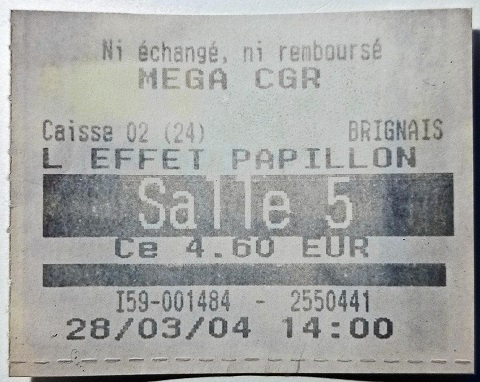 Ni échangé, ni remboursé
MEGA CGR
Caisse 02 (24) BRIGNAIS
L EFFET PAPILLON
Salle 5
Ce 4.60 EUR
I59-001484 - 2550441
28/03/04 14:00